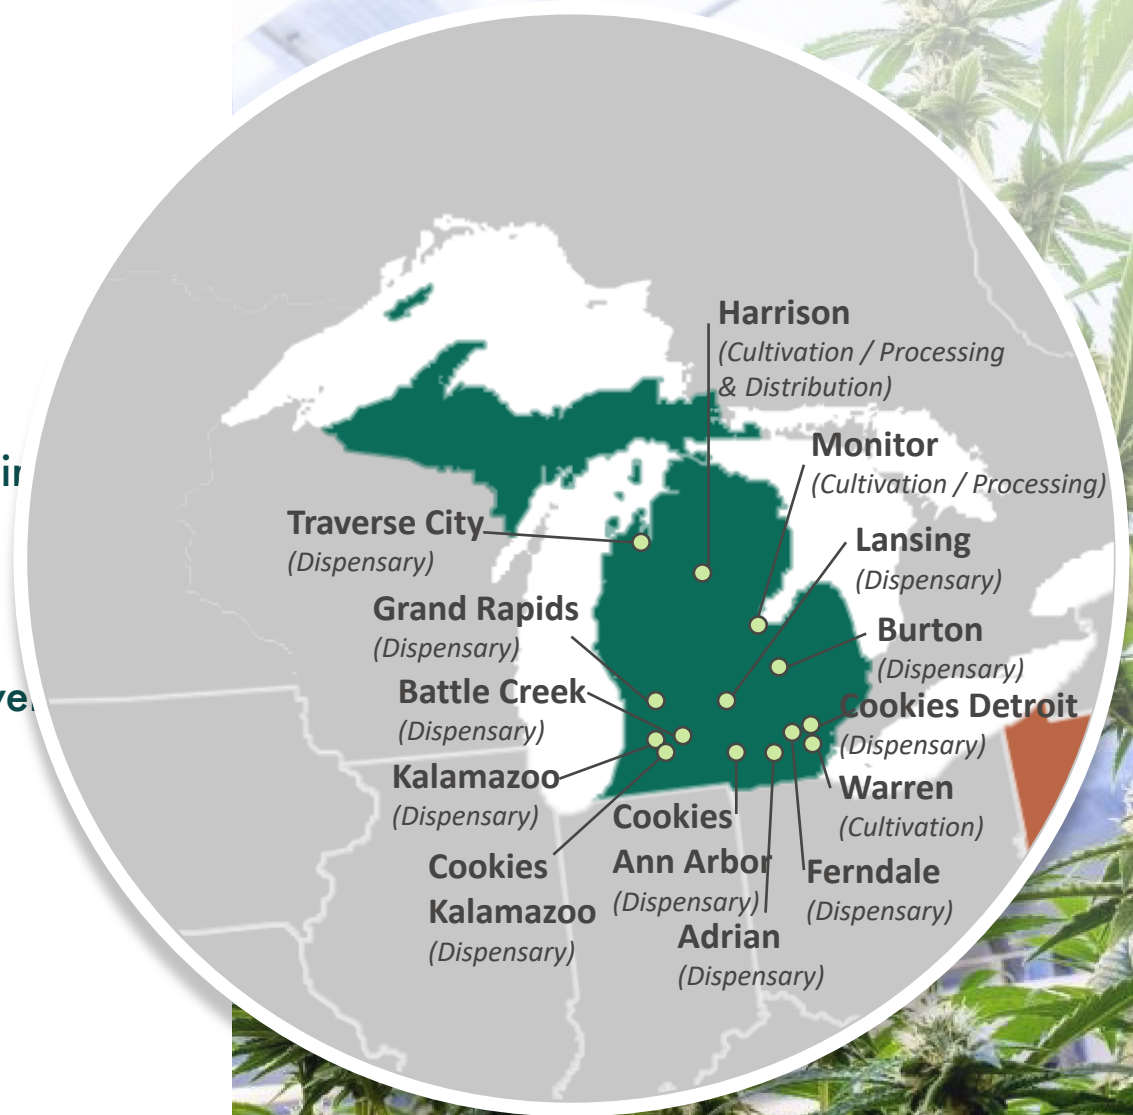 Harrison
(Cultivation / Processing
& Distribution)
Monitor
(Cultivation / Processing)
Traverse City
(Dispensary)
Lansing
(Dispensary)
Grand Rapids
(Dispensary)
Burton
(Dispensary)
Battle Creek
(Dispensary)
Cookies Detroit
(Dispensary)
Kalamazoo
(Dispensary)
Warren
(Cultivation)
Cookies
Ann Arbor
(Dispensary)
Cookies
Kalamazoo
(Dispensary)
Ferndale
(Dispensary)
Adrian
(Dispensary)